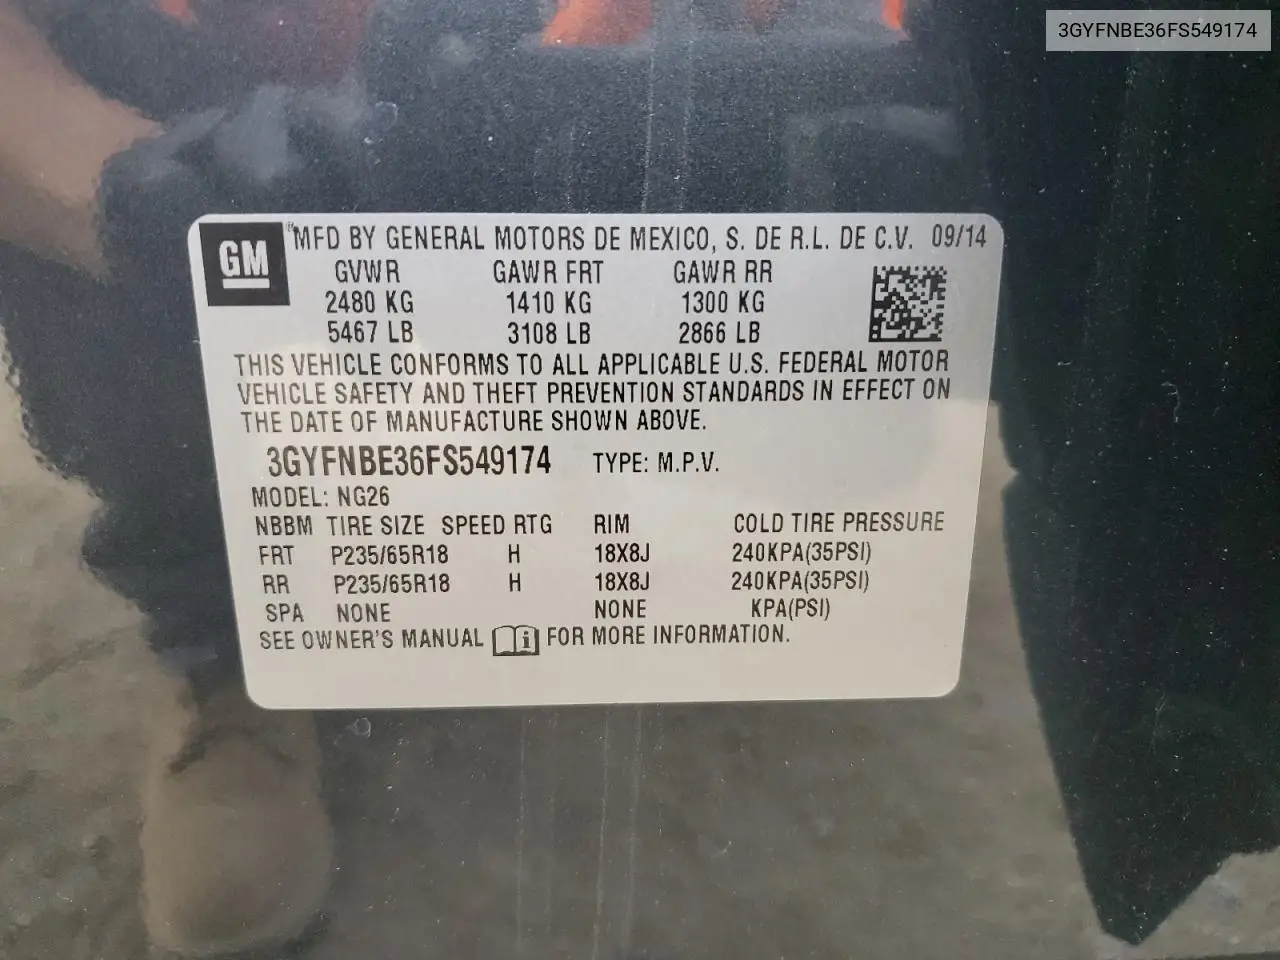 3GYFNBE36FS549174
GM
® MFD BY GENERAL MOTORS DE MEXICO, S. DE R.L. DE C.V. 09/14
GVWR GAWR FRT GAWR RR
2480 KG 1410 KG 1300 KG
5467 LB 3108 LB 2866 LB
THIS VEHICLE CONFORMS TO ALL APPLICABLE U.S. FEDERAL MOTOR
VEHICLE SAFETY AND THEFT PREVENTION STANDARDS IN EFFECT ON
THE DATE OF MANUFACTURE SHOWN ABOVE.
3GYFNBE36FS549174 TYPE: M.P.V.
MODEL: NG26
NBBM TIRE SIZE SPEED RTG RIM COLD TIRE PRESSURE
FRT P235/65R18 H 18X8J 240KPA(35PSI)
RR P235/65R18 H 18X8J 240KPA(35PSI)
SPA NONE NONE KPA(PSI)
SEE OWNER'S MANUAL i FOR MORE INFORMATION.